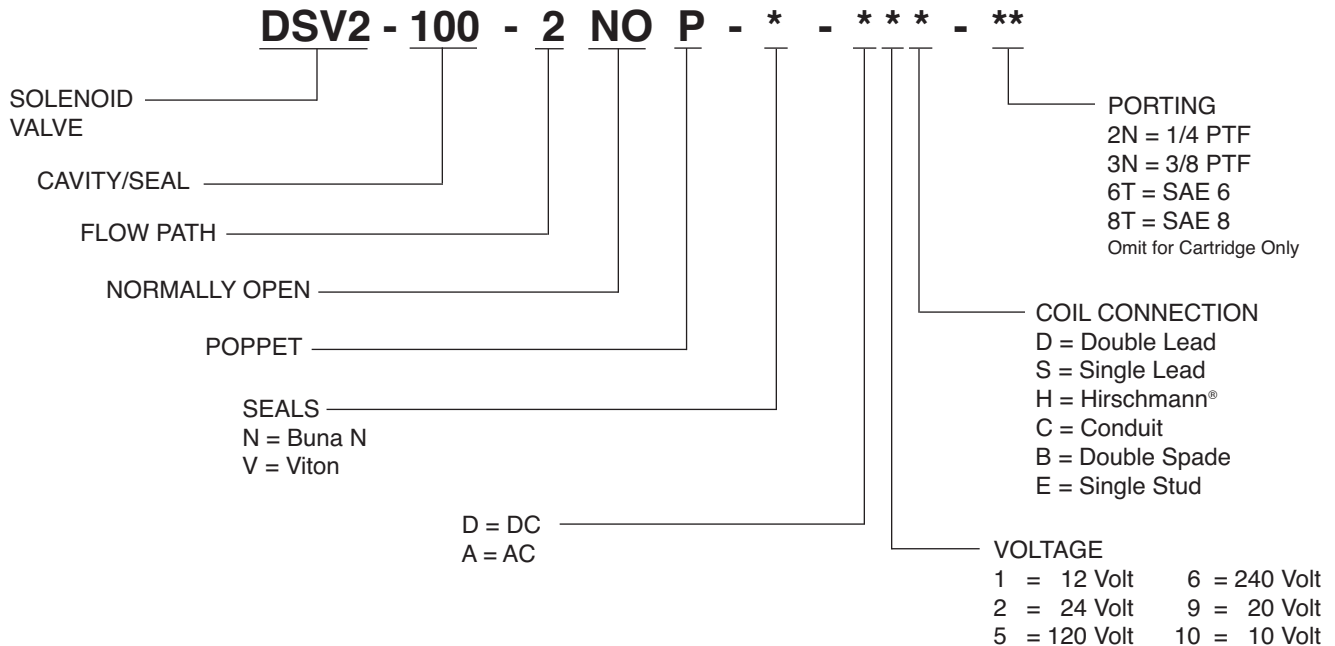 DSV2 - 100 - 2 NO P - * - * * * - **
SOLENOID
VALVE
CAVITY/SEAL
FLOW PATH
NORMALLY OPEN
POPPET
SEALS
N = Buna N
V = Viton
D = DC
A = AC
PORTING
2N = 1/4 PTF
3N = 3/8 PTF
6T = SAE 6
8T = SAE 8
Omit for Cartridge Only
COIL CONNECTION
D = Double Lead
S = Single Lead
H = Hirschmann®
C = Conduit
B = Double Spade
E = Single Stud
VOLTAGE
1 = 12 Volt 6 = 240 Volt
2 = 24 Volt 9 = 20 Volt
5 = 120 Volt 10 = 10 Volt